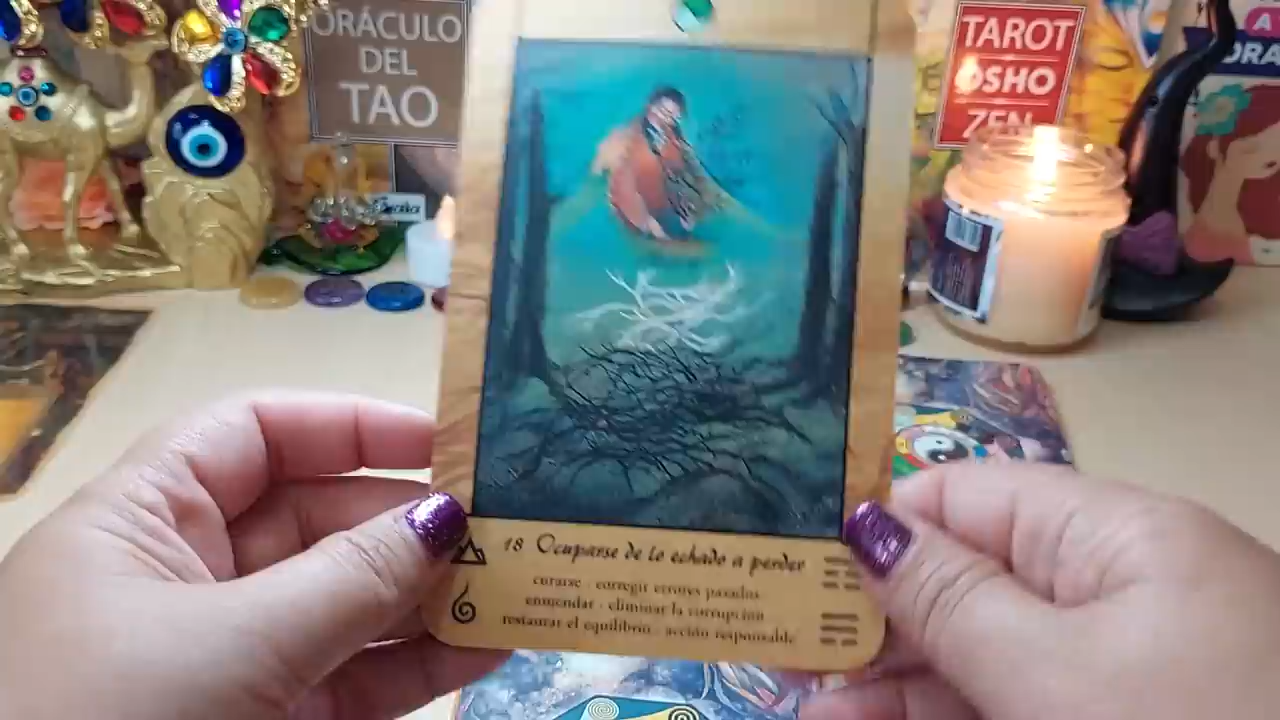 ORÁCULO
DEL
TAO
TAROT
OSHO
ZEN
A
18 Ocuparse de lo echado a perder
curarse · corregir errores pasados
enmendar · eliminar la corrupción
restaurar el equilibrio · acción responsable